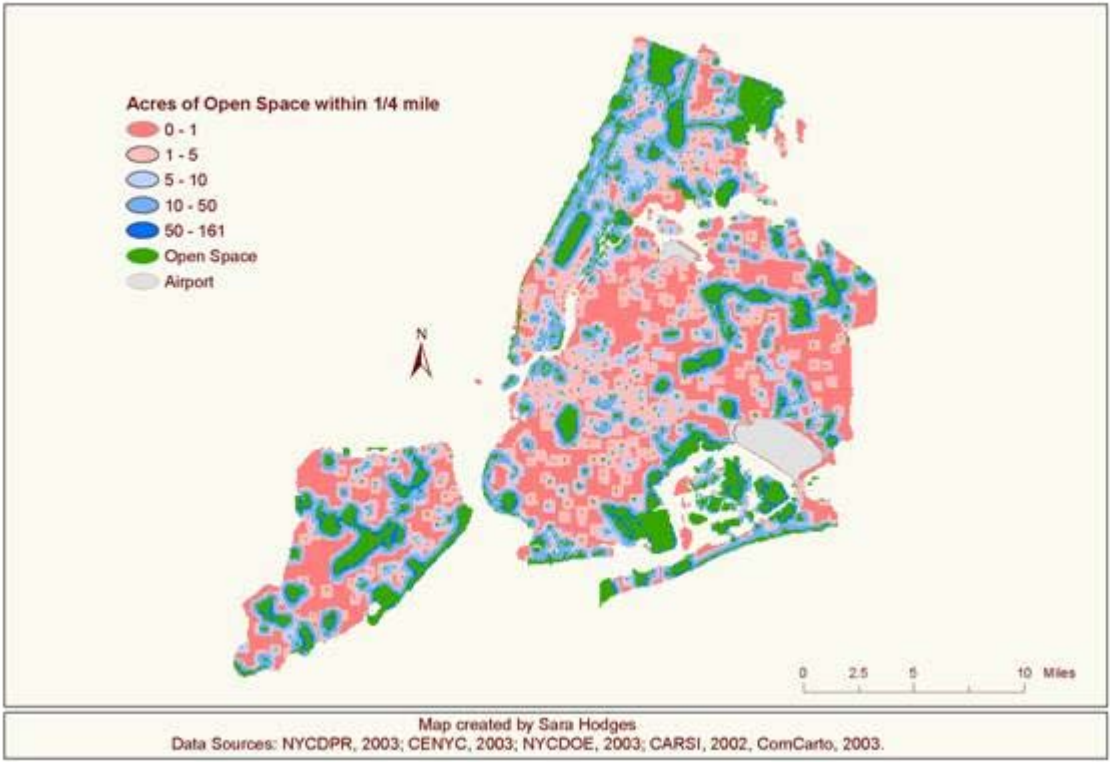 Acres of Open Space within 1/4 mile
0 - 1
1 - 5
5 - 10
10 - 50
50 - 161
Open Space
Airport
N
0 2.5 5 10 Miles
Map created by Sara Hodges
Data Sources: NYCDPR, 2003; CENYC, 2003; NYCDOE, 2003; CARSI, 2002, ComCarto, 2003.